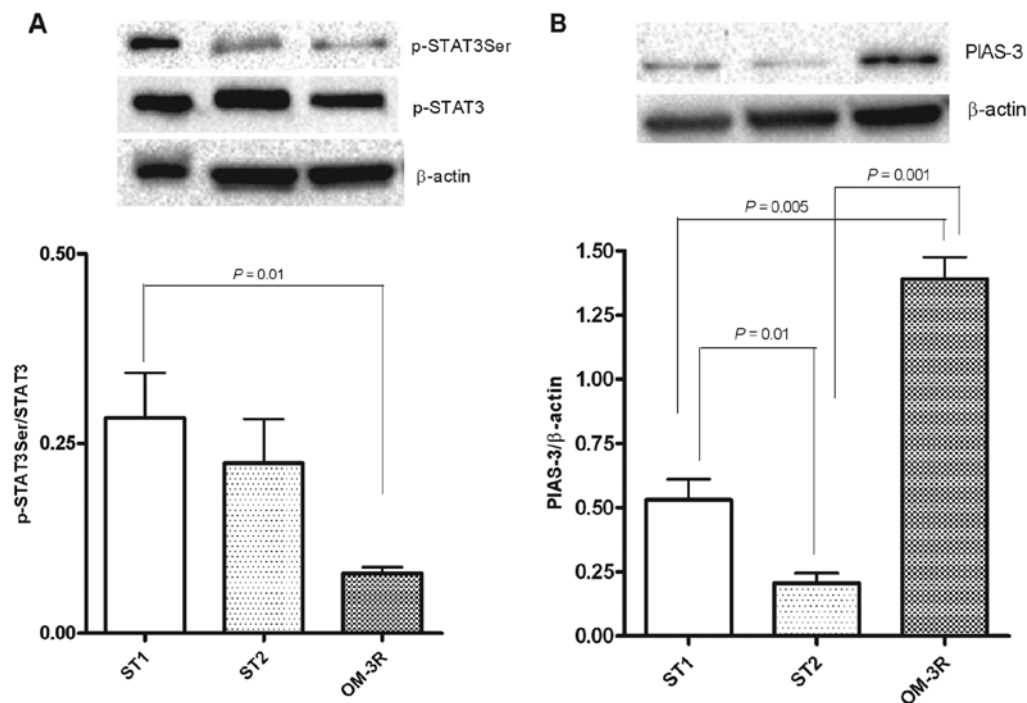 A
p-STAT3Ser
p-STAT3
β-actin
0.50
P = 0.01
0.25
0.00
p-STAT3Ser/STAT3
ST1
ST2
OM-3R
B
PIAS-3
β-actin
P = 0.001
P = 0.005
1.50
1.25
P = 0.01
1.00
0.75
0.50
0.25
0.00
PIAS-3/β-actin
ST1
ST2
OM-3R